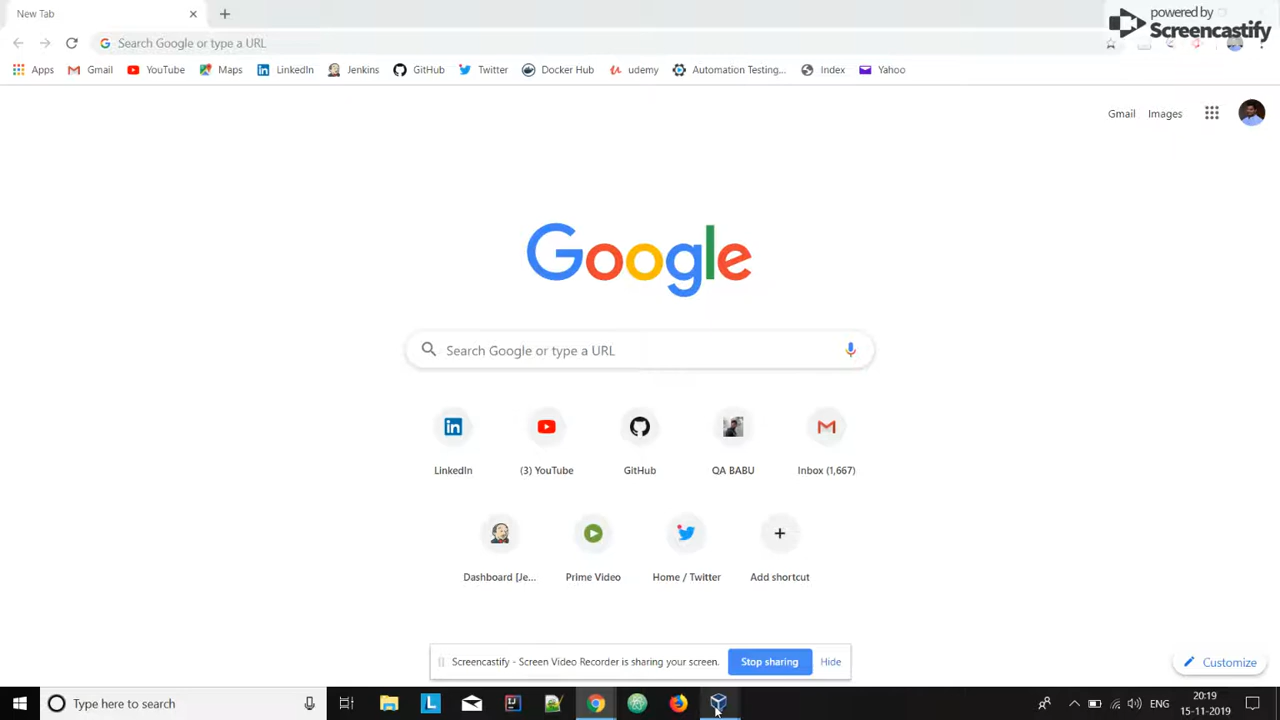 New Tab
powered by
Screencastify
Search Google or type a URL
Apps Gmail YouTube Maps LinkedIn Jenkins GitHub Twitter Docker Hub udemy Automation Testing... Index Yahoo
Gmail Images
Google
Search Google or type a URL
LinkedIn (3) YouTube GitHub QA BABU Inbox (1,667)
Dashboard [Je... Prime Video Home / Twitter Add shortcut
Screencastify - Screen Video Recorder is sharing your screen. Stop sharing Hide
Customize
Type here to search
ENG
20:19
15-11-2019